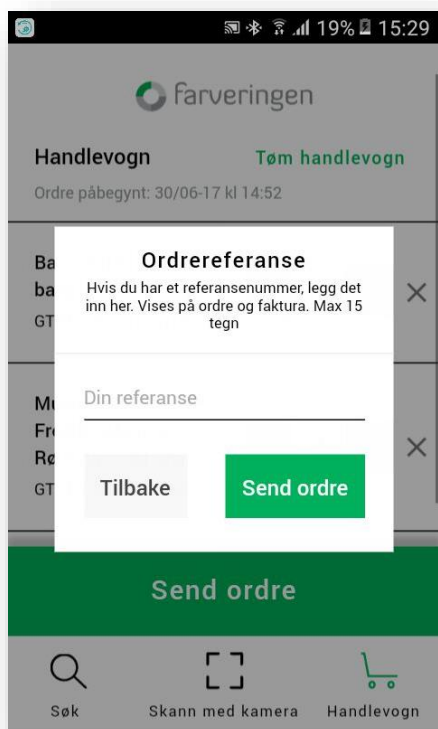 19% 15:29
farveringen
Handlevogn Tøm handlevogn
Ordre påbegynt: 30/06-17 kl 14:52
Ordrereferanse
Hvis du har et referansenummer, legg det
inn her. Vises på ordre og faktura. Max 15
tegn
Din referanse
Tilbake Send ordre
Send ordre
Søk Skann med kamera Handlevogn